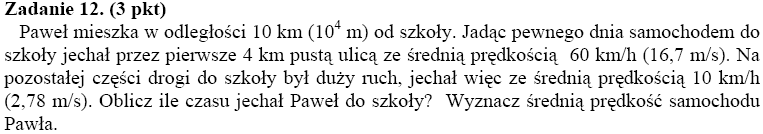 Zadanie 12. (3 pkt)
Paweł mieszka w odległości 10 km (10⁴ m) od szkoły. Jadąc pewnego dnia samochodem do
szkoły jechał przez pierwsze 4 km pustą ulicą ze średnią prędkością 60 km/h (16,7 m/s). Na
pozostałej części drogi do szkoły był duży ruch, jechał więc ze średnią prędkością 10 km/h
(2,78 m/s). Oblicz ile czasu jechał Paweł do szkoły? Wyznacz średnią prędkość samochodu
Pawła.